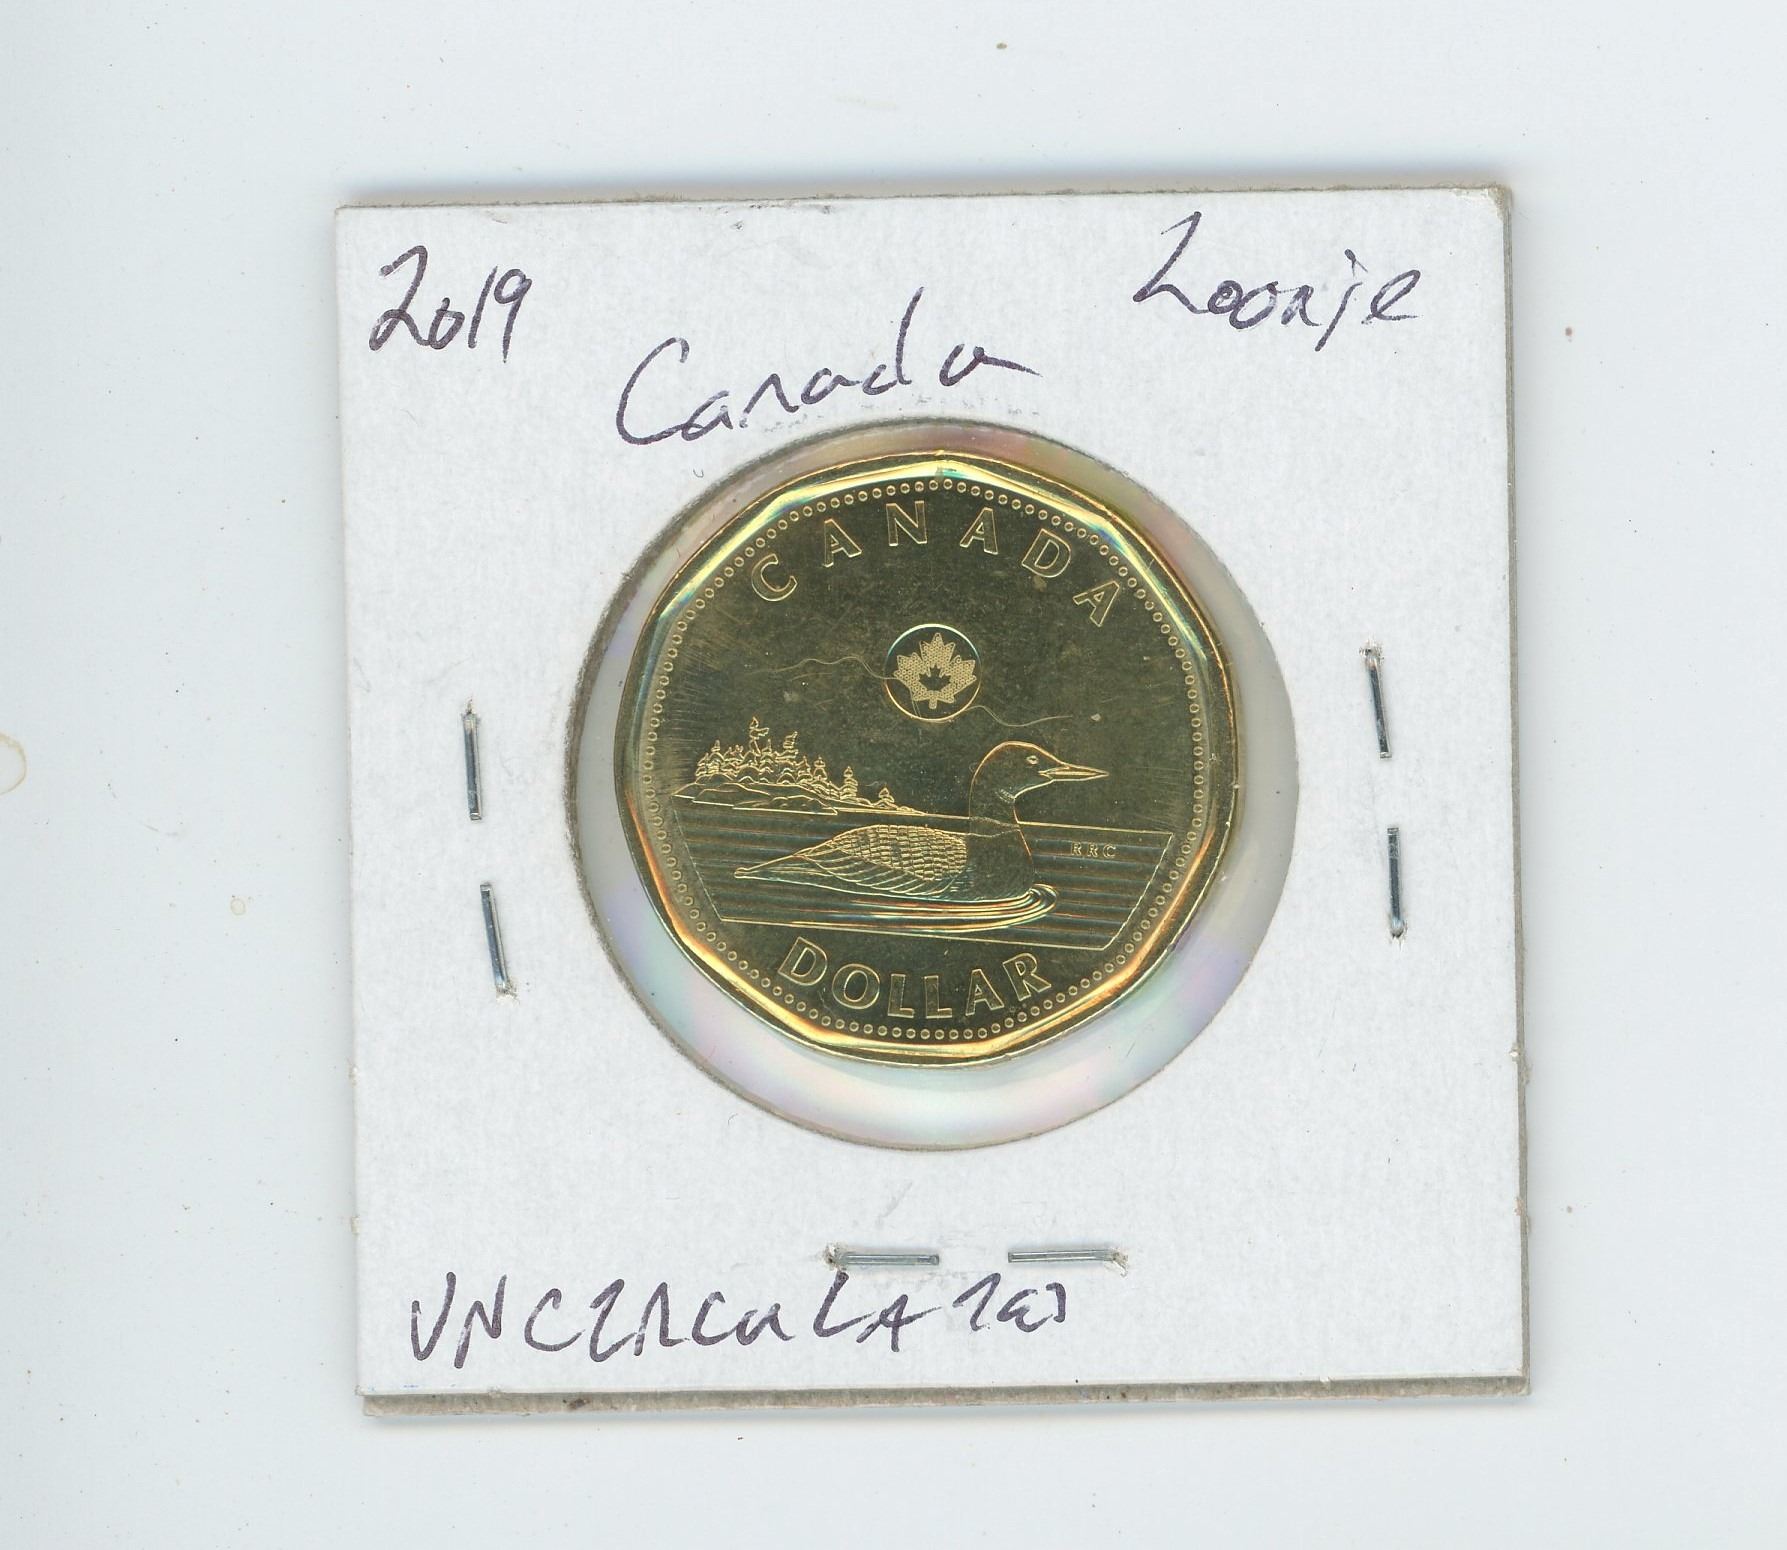 2019
Loonie
Canada
CANADA
RRC
DOLLAR
UNCIRCULATED